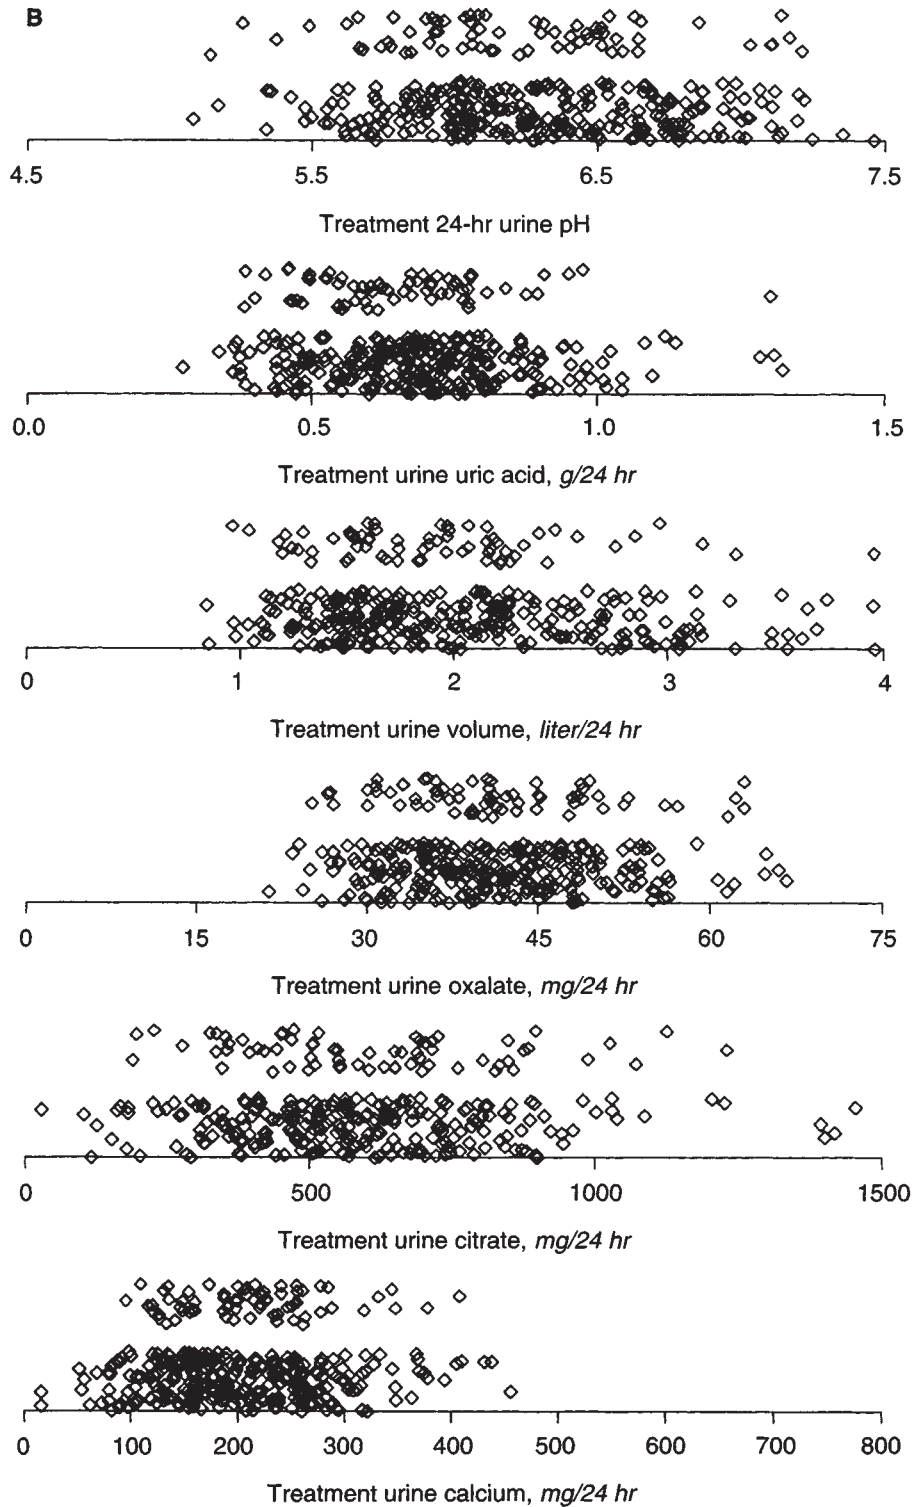 B
4.5 5.5 6.5 7.5
Treatment 24-hr urine pH
0.0 0.5 1.0 1.5
Treatment urine uric acid, g/24 hr
0 1 2 3 4
Treatment urine volume, liter/24 hr
0 15 30 45 60 75
Treatment urine oxalate, mg/24 hr
0 500 1000 1500
Treatment urine citrate, mg/24 hr
0 100 200 300 400 500 600 700 800
Treatment urine calcium, mg/24 hr